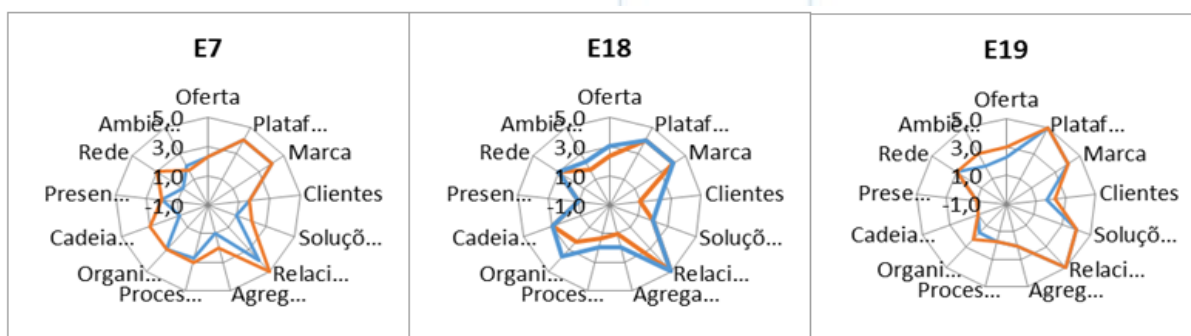 E7
Oferta
Plataf...
Marca
Clientes
Soluçõ...
Relaci...
Agreg...
Proces...
Organi...
Cadeia...
Presen...
Rede
Ambie...
5,0
3,0
1,0
-1,0
E18
Oferta
Plataf...
Marca
Clientes
Soluçõ...
Relaci...
Agrega...
Proces...
Organi...
Cadeia...
Presen...
Rede
Ambie...
5,0
3,0
1,0
-1,0
E19
Oferta
Plataf...
Marca
Clientes
Soluçõ...
Relaci...
Agreg...
Proces...
Organi...
Cadeia...
Prese...
Rede
Ambie...
5,0
3,0
1,0
-1,0